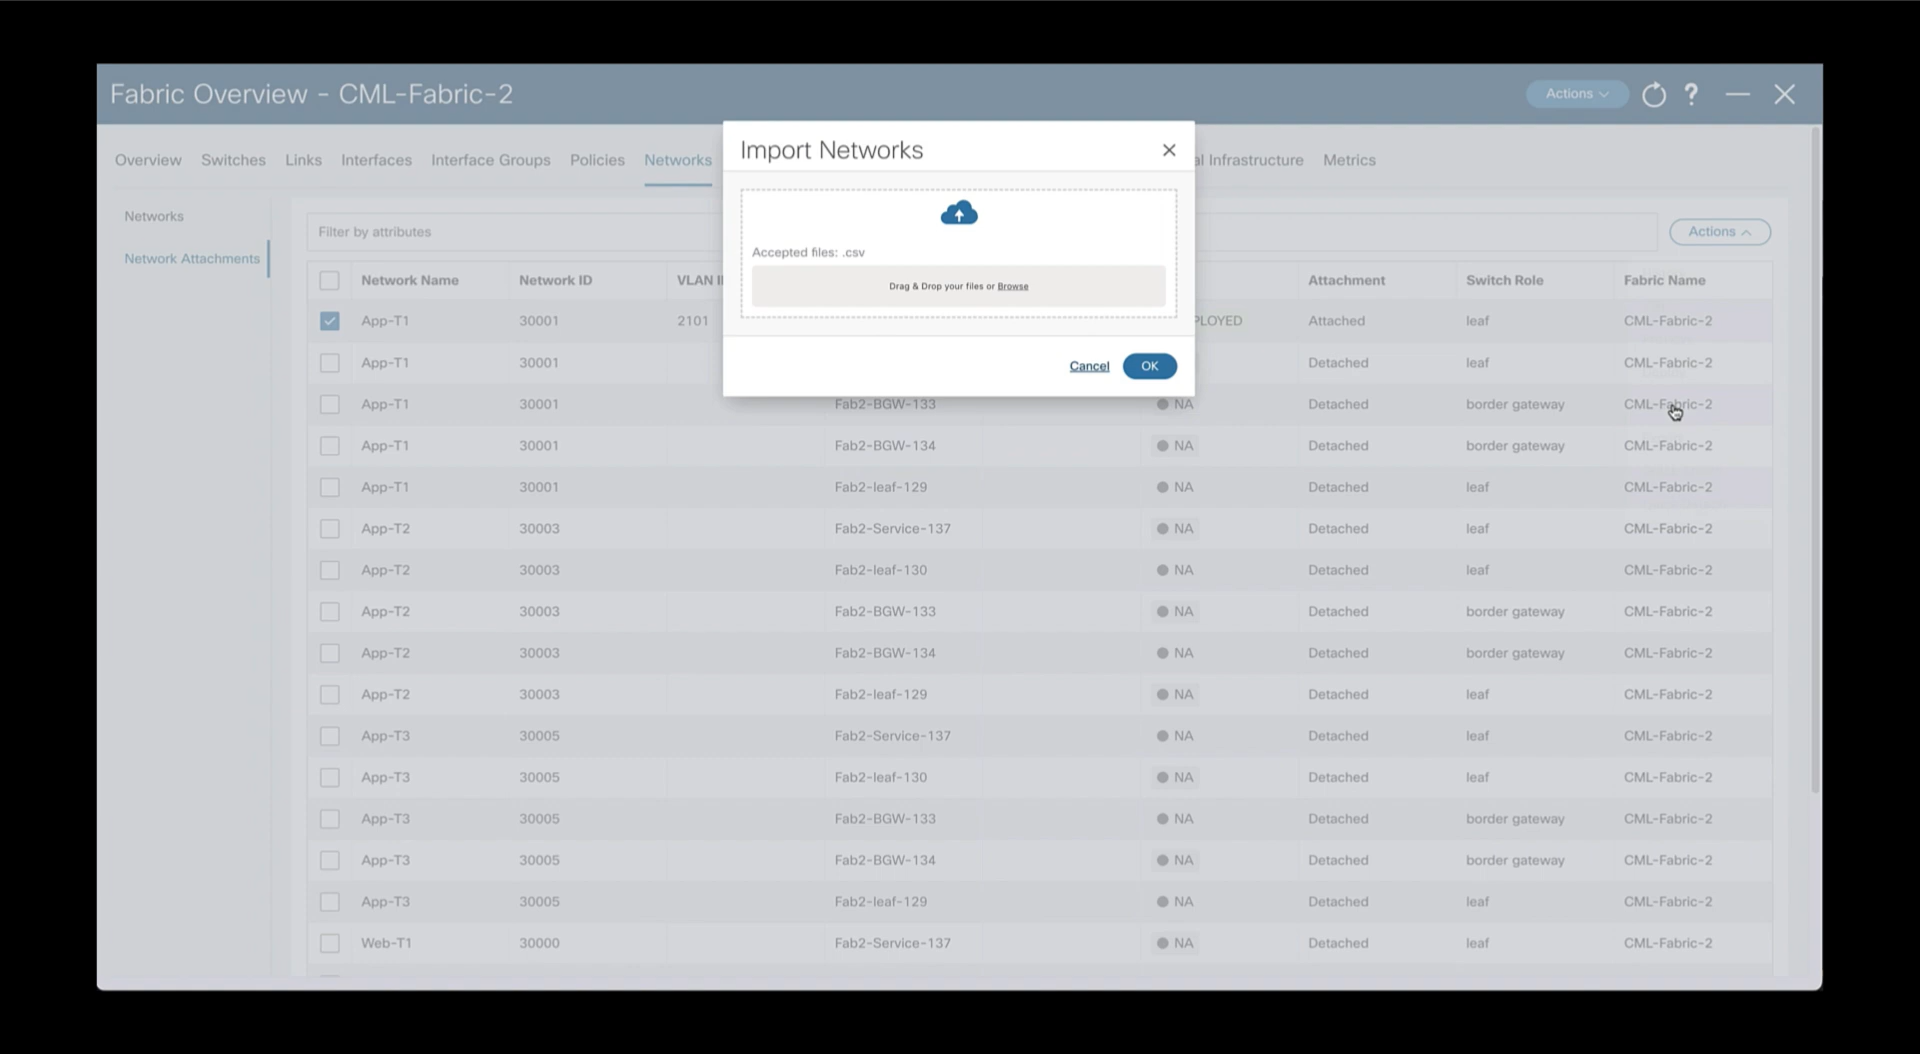 Fabric Overview - CML-Fabric-2 Actions
Overview Switches Links Interfaces Interface Groups Policies Networks Infrastructure Metrics
Import Networks
Accepted files: .csv
Drag & Drop your files or Browse
Cancel OK
Networks
Network Attachments
Filter by attributes Actions
Network Name Network ID VLAN Attachment Switch Role Fabric Name
App-T1 30001 2101 Attached leaf CML-Fabric-2
App-T1 30001 Detached leaf CML-Fabric-2
App-T1 30001 Fab2-BGW-133 NA Detached border gateway CML-Fabric-2
App-T1 30001 Fab2-BGW-134 NA Detached border gateway CML-Fabric-2
App-T1 30001 Fab2-leaf-129 NA Detached leaf CML-Fabric-2
App-T2 30003 Fab2-Service-137 NA Detached leaf CML-Fabric-2
App-T2 30003 Fab2-leaf-130 NA Detached leaf CML-Fabric-2
App-T2 30003 Fab2-BGW-133 NA Detached border gateway CML-Fabric-2
App-T2 30003 Fab2-BGW-134 NA Detached border gateway CML-Fabric-2
App-T2 30003 Fab2-leaf-129 NA Detached leaf CML-Fabric-2
App-T3 30005 Fab2-Service-137 NA Detached leaf CML-Fabric-2
App-T3 30005 Fab2-leaf-130 NA Detached leaf CML-Fabric-2
App-T3 30005 Fab2-BGW-133 NA Detached border gateway CML-Fabric-2
App-T3 30005 Fab2-BGW-134 NA Detached border gateway CML-Fabric-2
App-T3 30005 Fab2-leaf-129 NA Detached leaf CML-Fabric-2
Web-T1 30000 Fab2-Service-137 NA Detached leaf CML-Fabric-2